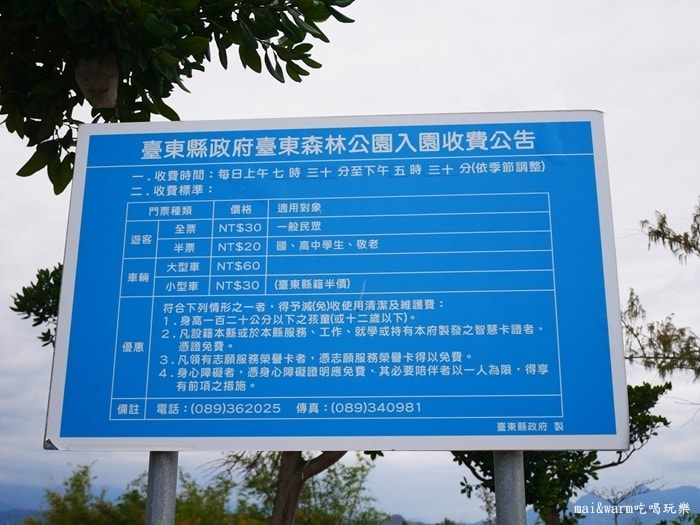 臺東縣政府臺東森林公園入園收費公告
一．收費時間：每日上午七時三十分至下午五時三十分(依季節調整)
二．收費標準：
門票種類 價格 適用對象
遊客 全票 NT$30 一般民眾
半票 NT$20 國、高中學生、敬老
車輛 大型車 NT$60
小型車 NT$30 (臺東縣籍半價)
優惠 符合下列情形之一者，得予減(免)收使用清潔及維護費：
1．身高一百二十公分以下之孩童(或十二歲以下)。
2．凡設籍本縣或於本縣服務、工作、就學或持有本府製發之智慧卡證者，
憑證免費。
3．凡領有志願服務榮譽卡者，憑志願服務榮譽卡得以免費。
4．身心障礙者，憑身心障礙證明應免費，其必要陪伴者以一人為限，得享
有前項之措施。
備註 電話：(089)362025 傳真：(089)340981
臺東縣政府 製
mai&warm吃喝玩樂